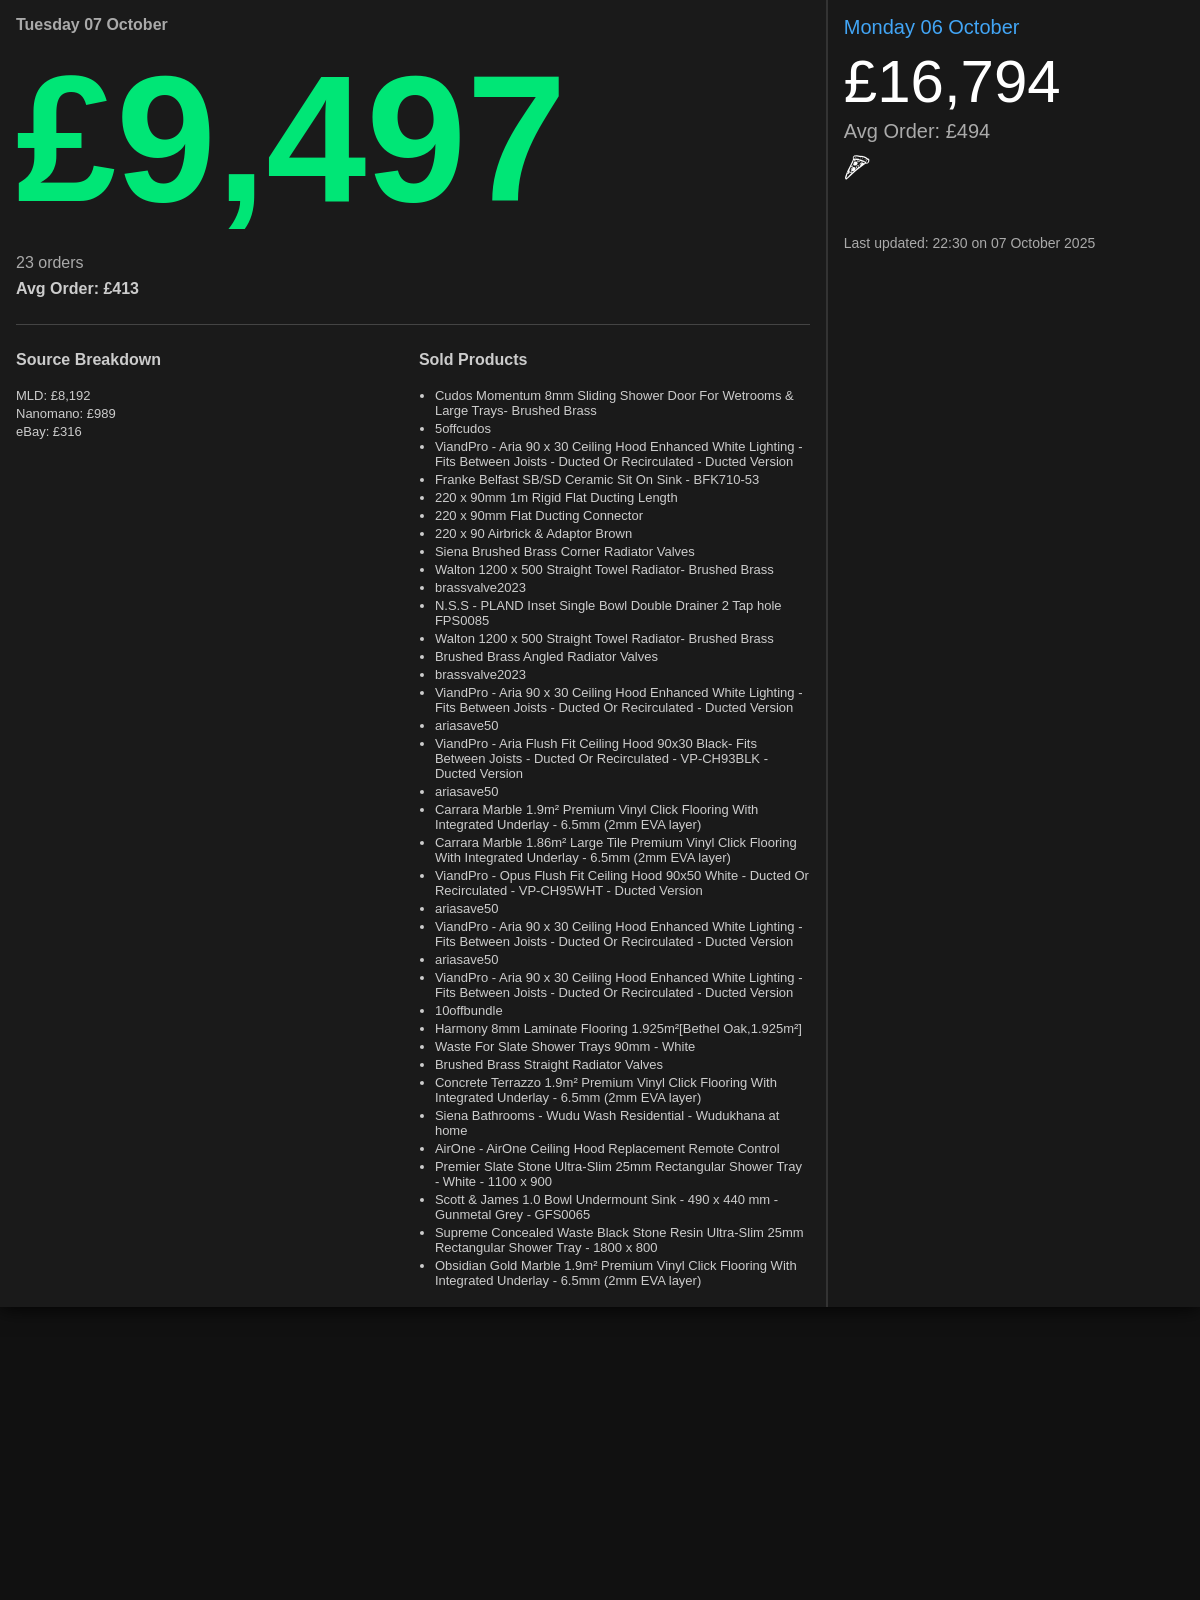 Tuesday 07 October
£9,497
23 orders
Avg Order: £413
Source Breakdown
MLD: £8,192
Nanomano: £989
eBay: £316
Sold Products
Cudos Momentum 8mm Sliding Shower Door For Wetrooms &
Large Trays- Brushed Brass
5offcudos
ViandPro - Aria 90 x 30 Ceiling Hood Enhanced White Lighting -
Fits Between Joists - Ducted Or Recirculated - Ducted Version
Franke Belfast SB/SD Ceramic Sit On Sink - BFK710-53
220 x 90mm 1m Rigid Flat Ducting Length
220 x 90mm Flat Ducting Connector
220 x 90 Airbrick & Adaptor Brown
Siena Brushed Brass Corner Radiator Valves
Walton 1200 x 500 Straight Towel Radiator- Brushed Brass
brassvalve2023
N.S.S - PLAND Inset Single Bowl Double Drainer 2 Tap hole
FPS0085
Walton 1200 x 500 Straight Towel Radiator- Brushed Brass
Brushed Brass Angled Radiator Valves
brassvalve2023
ViandPro - Aria 90 x 30 Ceiling Hood Enhanced White Lighting -
Fits Between Joists - Ducted Or Recirculated - Ducted Version
ariasave50
ViandPro - Aria Flush Fit Ceiling Hood 90x30 Black- Fits
Between Joists - Ducted Or Recirculated - VP-CH93BLK -
Ducted Version
ariasave50
Carrara Marble 1.9m² Premium Vinyl Click Flooring With
Integrated Underlay - 6.5mm (2mm EVA layer)
Carrara Marble 1.86m² Large Tile Premium Vinyl Click Flooring
With Integrated Underlay - 6.5mm (2mm EVA layer)
ViandPro - Opus Flush Fit Ceiling Hood 90x50 White - Ducted Or
Recirculated - VP-CH95WHT - Ducted Version
ariasave50
ViandPro - Aria 90 x 30 Ceiling Hood Enhanced White Lighting -
Fits Between Joists - Ducted Or Recirculated - Ducted Version
ariasave50
ViandPro - Aria 90 x 30 Ceiling Hood Enhanced White Lighting -
Fits Between Joists - Ducted Or Recirculated - Ducted Version
10offbundle
Harmony 8mm Laminate Flooring 1.925m²[Bethel Oak,1.925m²]
Waste For Slate Shower Trays 90mm - White
Brushed Brass Straight Radiator Valves
Concrete Terrazzo 1.9m² Premium Vinyl Click Flooring With
Integrated Underlay - 6.5mm (2mm EVA layer)
Siena Bathrooms - Wudu Wash Residential - Wudukhana at
home
AirOne - AirOne Ceiling Hood Replacement Remote Control
Premier Slate Stone Ultra-Slim 25mm Rectangular Shower Tray
- White - 1100 x 900
Scott & James 1.0 Bowl Undermount Sink - 490 x 440 mm -
Gunmetal Grey - GFS0065
Supreme Concealed Waste Black Stone Resin Ultra-Slim 25mm
Rectangular Shower Tray - 1800 x 800
Obsidian Gold Marble 1.9m² Premium Vinyl Click Flooring With
Integrated Underlay - 6.5mm (2mm EVA layer)
Monday 06 October
£16,794
Avg Order: £494
Last updated: 22:30 on 07 October 2025